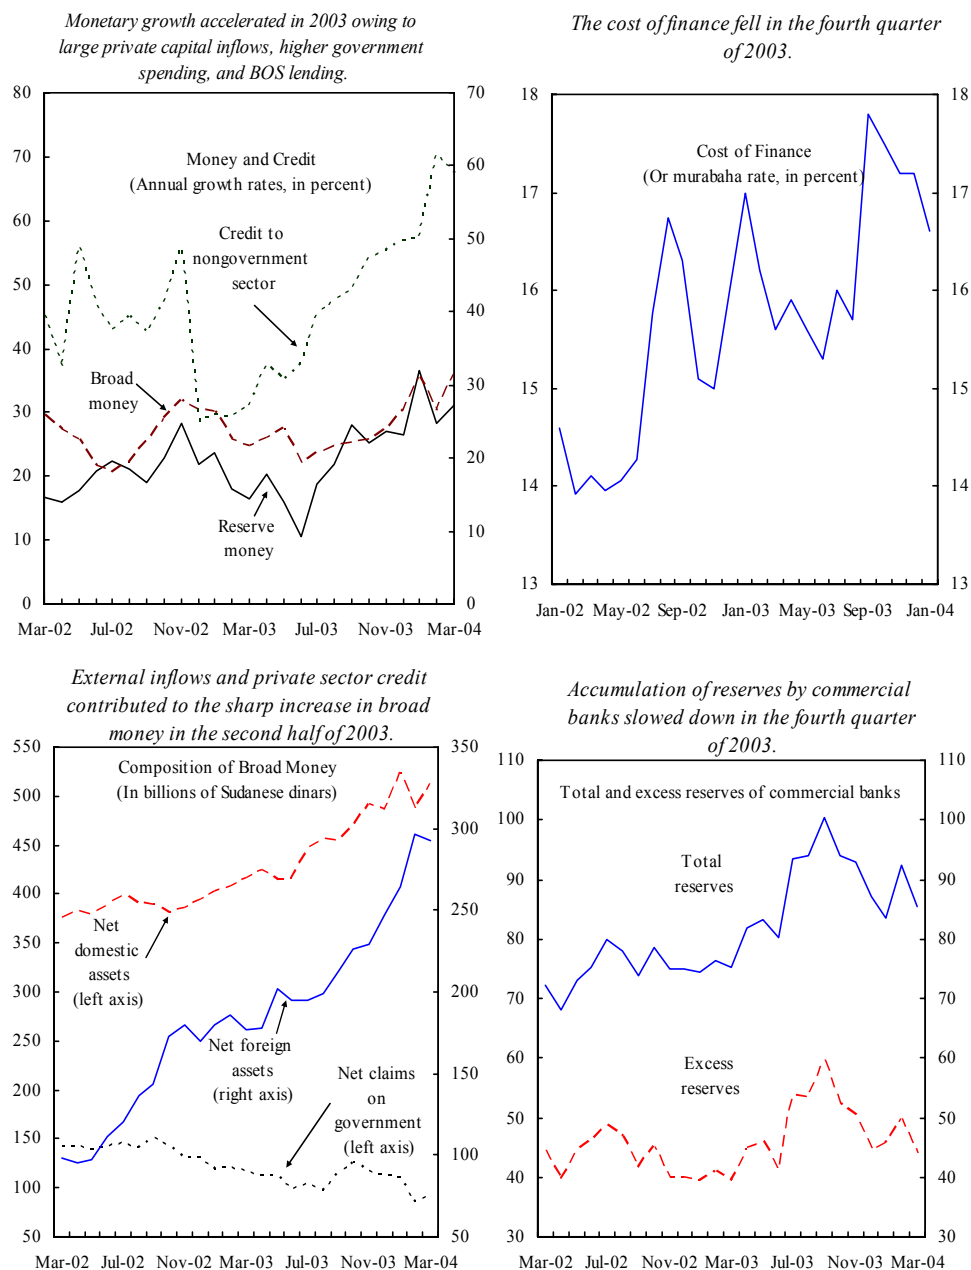 Monetary growth accelerated in 2003 owing to
large private capital inflows, higher government
spending, and BOS lending.
80
70
60
50
40
30
20
10
0
70
60
50
40
30
20
10
0
Money and Credit
(Annual growth rates, in percent)
Credit to
nongovernment
sector
Broad
money
Reserve
money
Mar-02 Jul-02 Nov-02 Mar-03 Jul-03 Nov-03 Mar-04
The cost of finance fell in the fourth quarter
of 2003.
18
17
16
15
14
13
18
17
16
15
14
13
Cost of Finance
(Or murabaha rate, in percent)
Jan-02 May-02 Sep-02 Jan-03 May-03 Sep-03 Jan-04
External inflows and private sector credit
contributed to the sharp increase in broad
money in the second half of 2003.
550
500
450
400
350
300
250
200
150
100
50
350
300
250
200
150
100
50
Composition of Broad Money
(In billions of Sudanese dinars)
Net
domestic
assets
(left axis)
Net foreign
assets
(right axis)
Net claims
on
government
(left axis)
Mar-02 Jul-02 Nov-02 Mar-03 Jul-03 Nov-03 Mar-04
Accumulation of reserves by commercial
banks slowed down in the fourth quarter
of 2003.
110
100
90
80
70
60
50
40
30
110
100
90
80
70
60
50
40
30
Total and excess reserves of commercial banks
Total
reserves
Excess
reserves
Mar-02 Jul-02 Nov-02 Mar-03 Jul-03 Nov-03 Mar-04